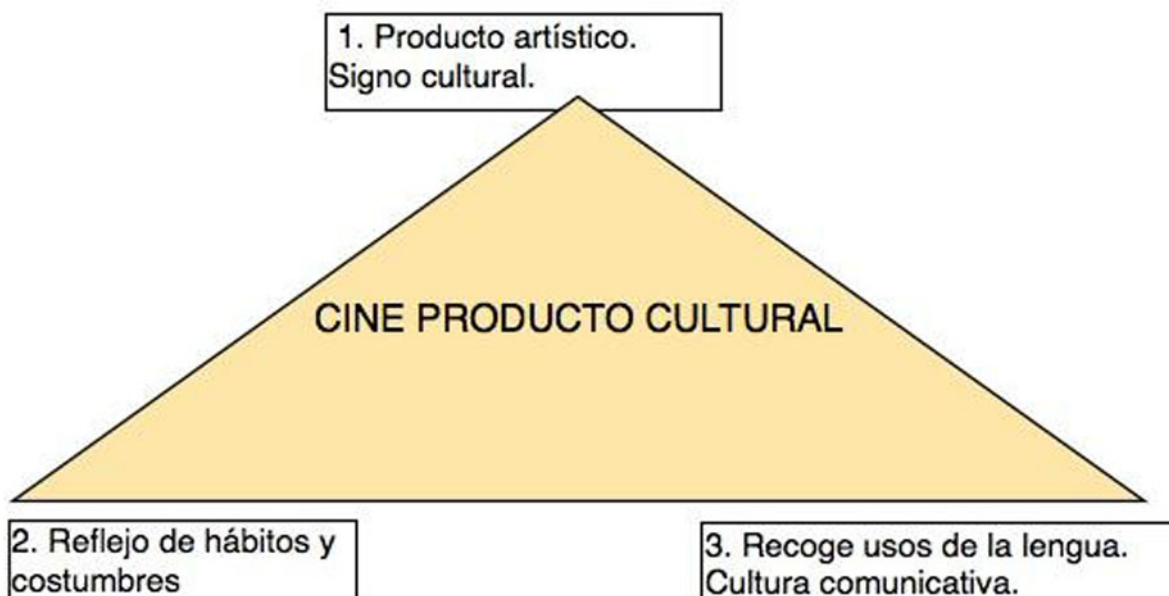 1. Producto artístico.
Signo cultural.
CINE PRODUCTO CULTURAL
2. Reflejo de hábitos y
costumbres
3. Recoge usos de la lengua.
Cultura comunicativa.